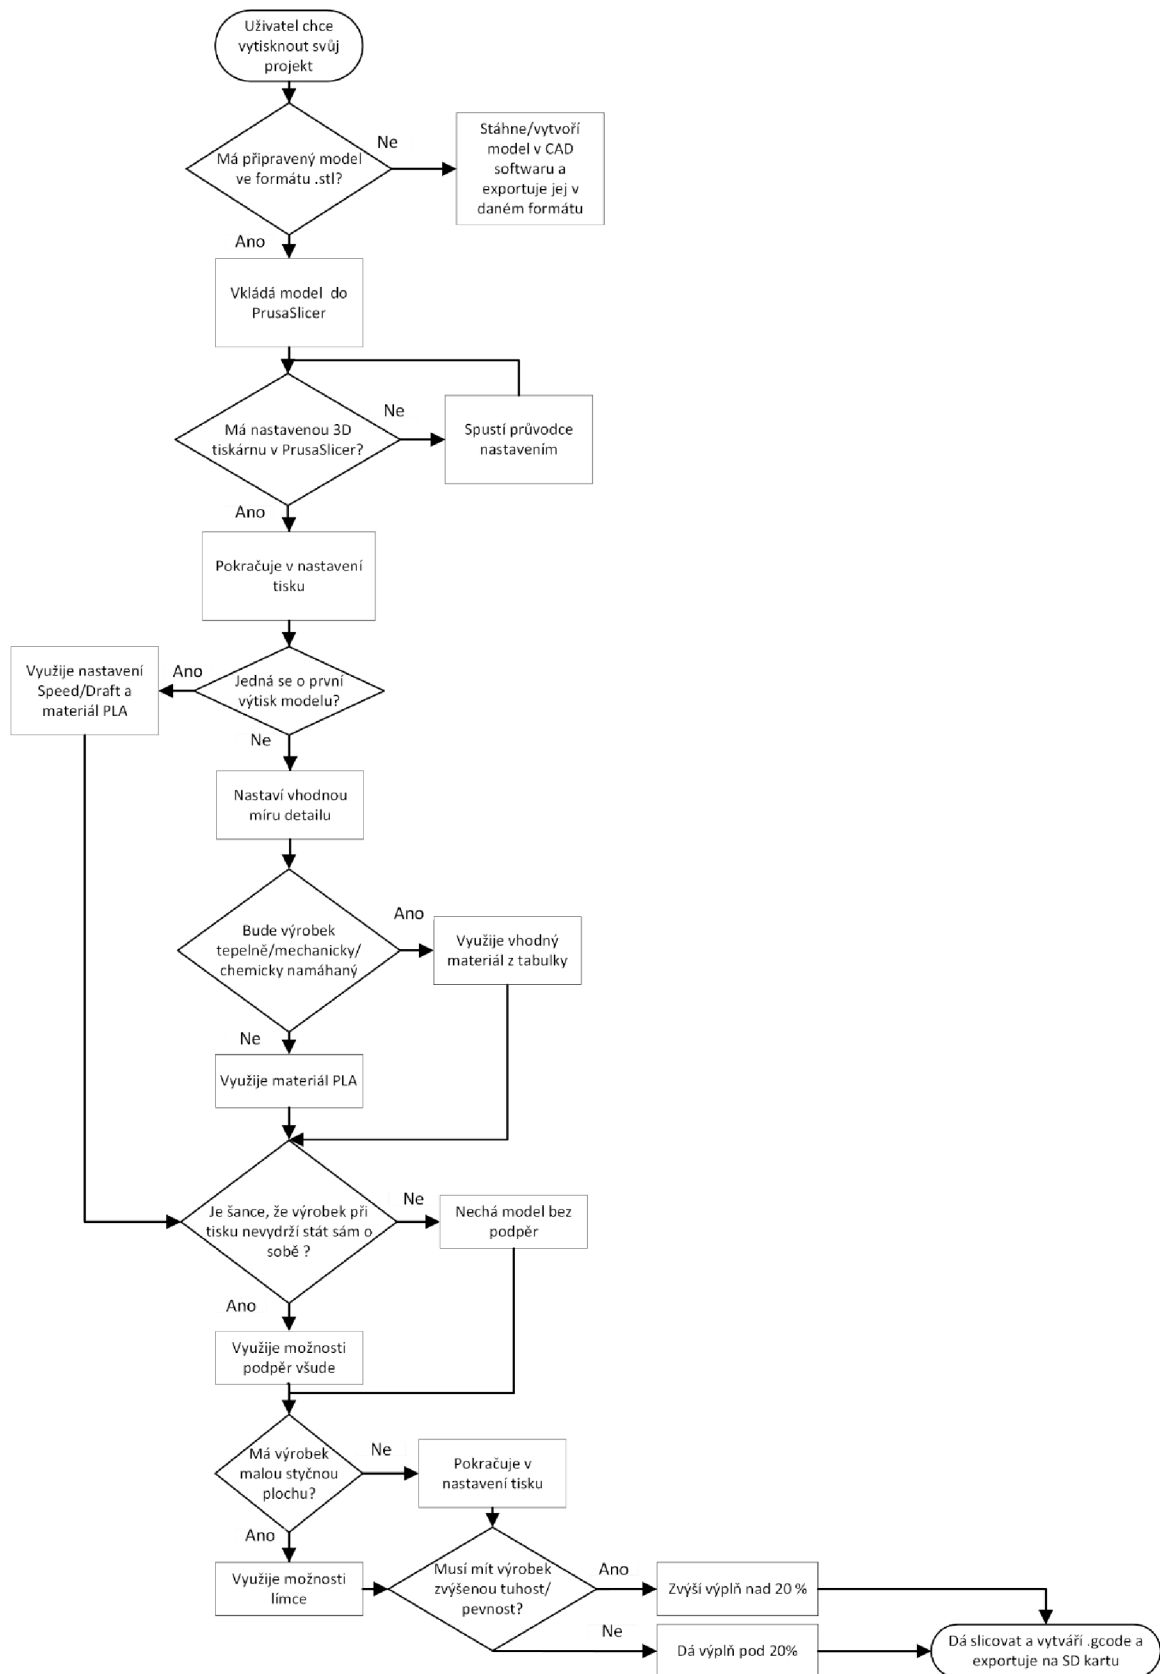 Uživatel chce
vytisknout svůj
projekt
Má připravený model
ve formátu .stl?
Ne
Stáhne/vytvoří
model v CAD
softwaru a
exportuje jej v
daném formátu
Ano
Vkládá model do
PrusaSlicer
Má nastavenou 3D
tiskárnu v PrusaSlicer?
Ne
Spustí průvodce
nastavením
Ano
Pokračuje v nastavení
tisku
Jedná se o první
výtisk modelu?
Ano
Využije nastavení
Speed/Draft a
materiál PLA
Ne
Nastaví vhodnou
míru detailu
Bude výrobek
tepelně/mechanicky/
chemicky namáhaný
Ano
Využije vhodný
materiál z tabulky
Ne
Využije materiál PLA
Je šance, že výrobek při
tisku nevydrží stát sám o
sobě ?
Ne
Nechá model bez
podpěr
Ano
Využije možnosti
podpěr všude
Má výrobek
malou styčnou
plochu?
Ne
Pokračuje v
nastavení tisku
Ano
Využije možnosti
límce
Musí mít výrobek
zvýšenou tuhost/
pevnost?
Ano
Zvýší výplň nad 20 %
Ne
Dá výplň pod 20%
Dá slicovat a vytváří .gcode a
exportuje na SD kartu